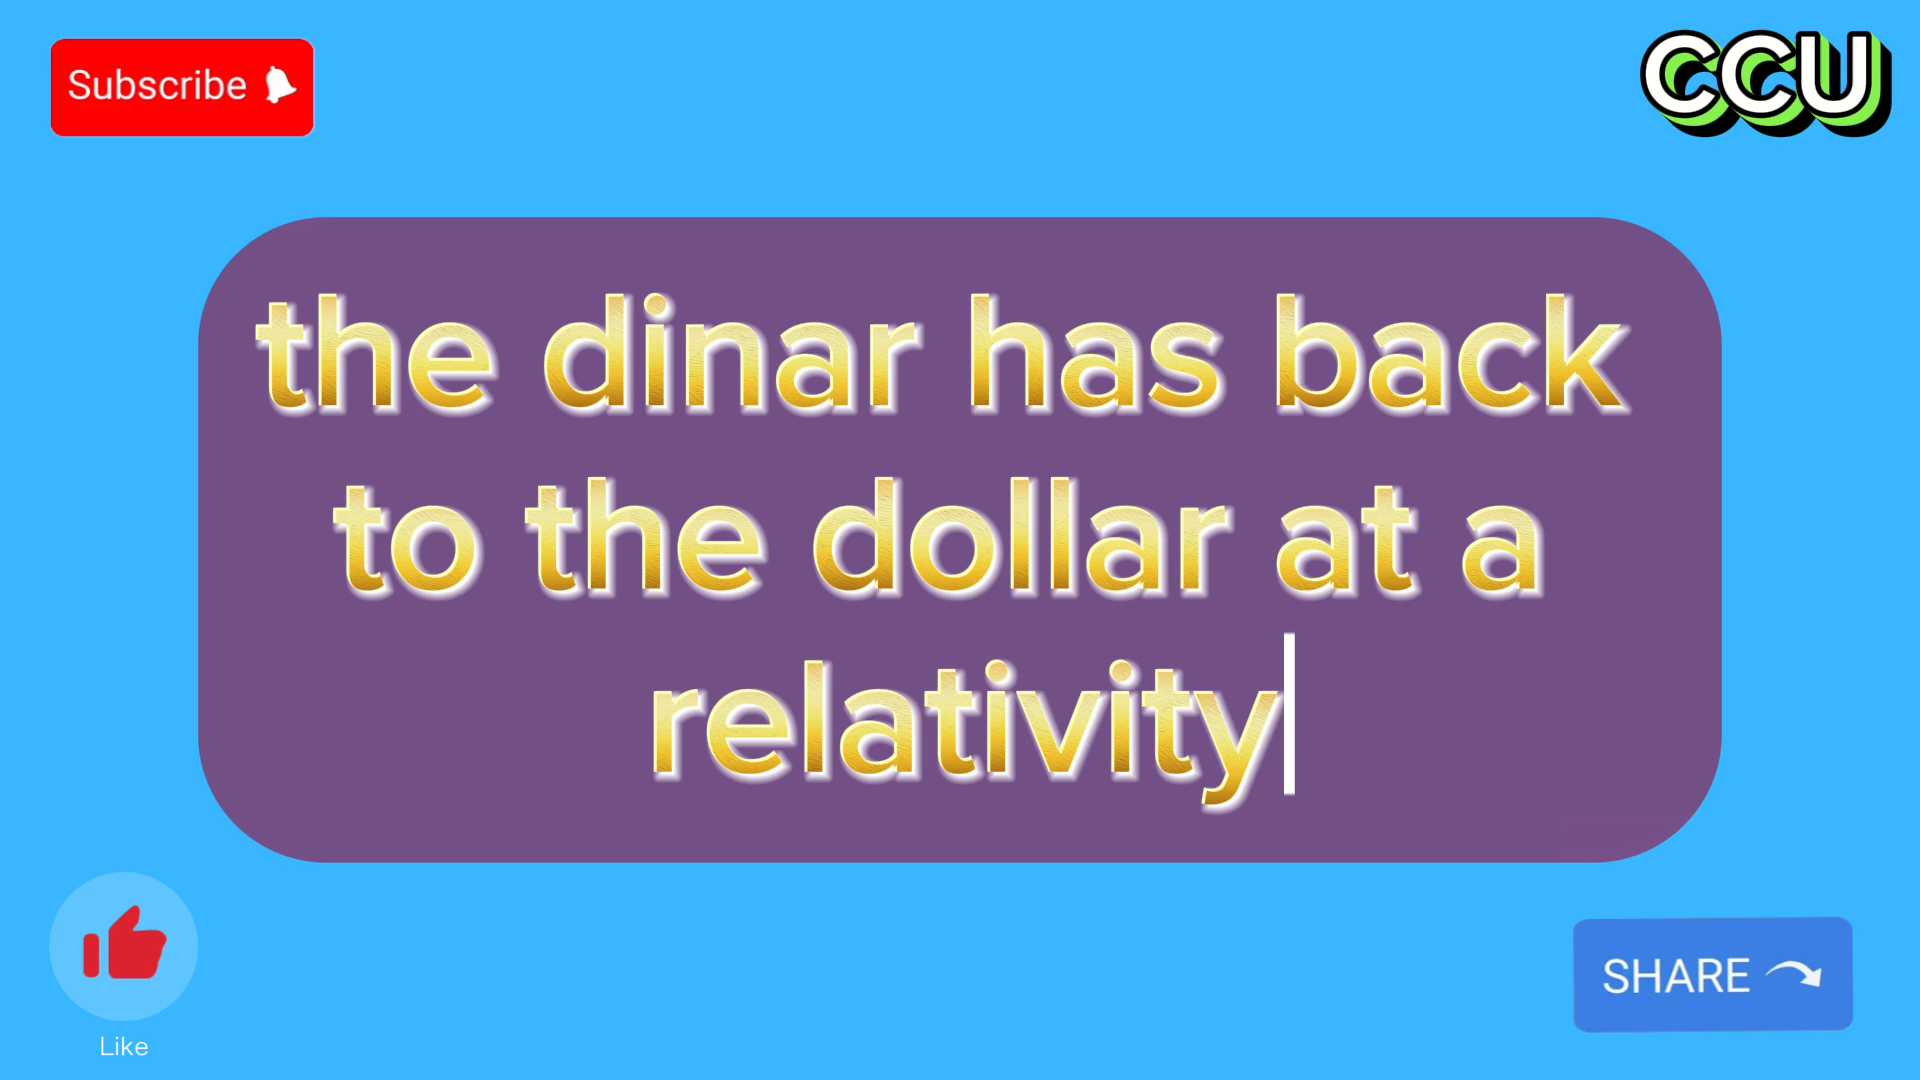 Subscribe
CCU
the dinar has back
to the dollar at a
relativity
Like
SHARE